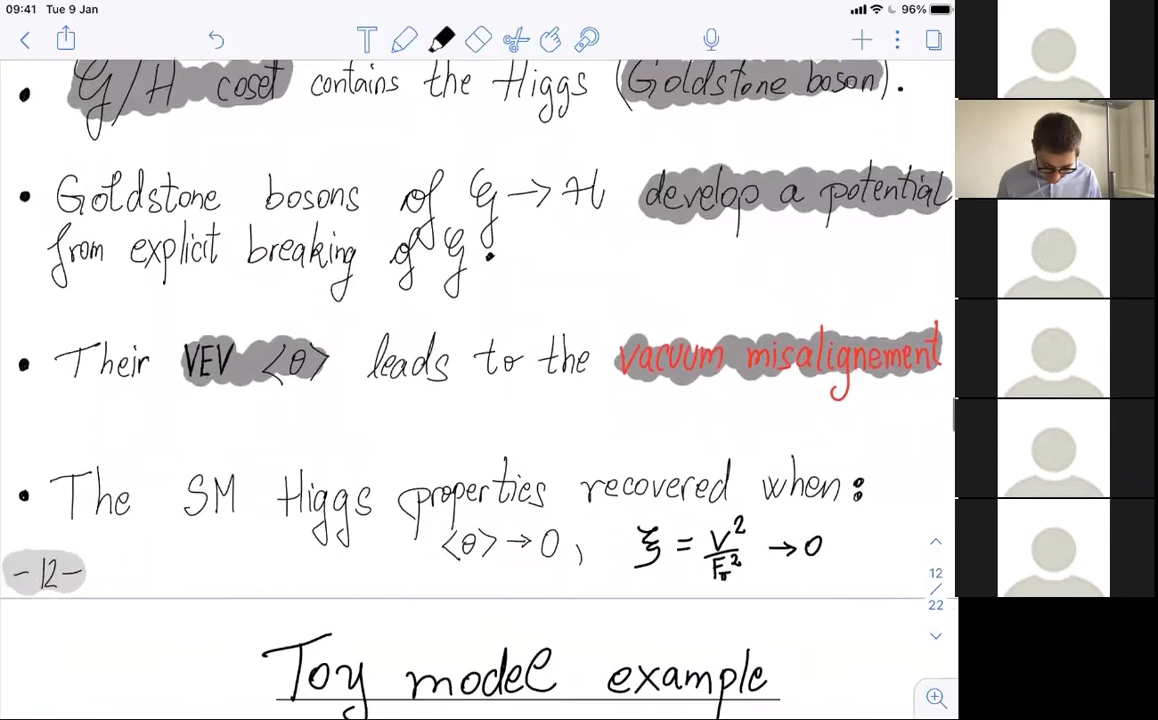 09:41 Tue 9 Jan
96%
• G/H coset contains the Higgs (Goldstone boson).
• Goldstone bosons of G → H develop a potential
from explicit breaking of G.
• Their VEV <θ> leads to the vacuum misalignement
• The SM Higgs properties recovered when:
<θ> → 0, ξ = v²/Fπ² → 0
-12-
12
/
22
Toy model example